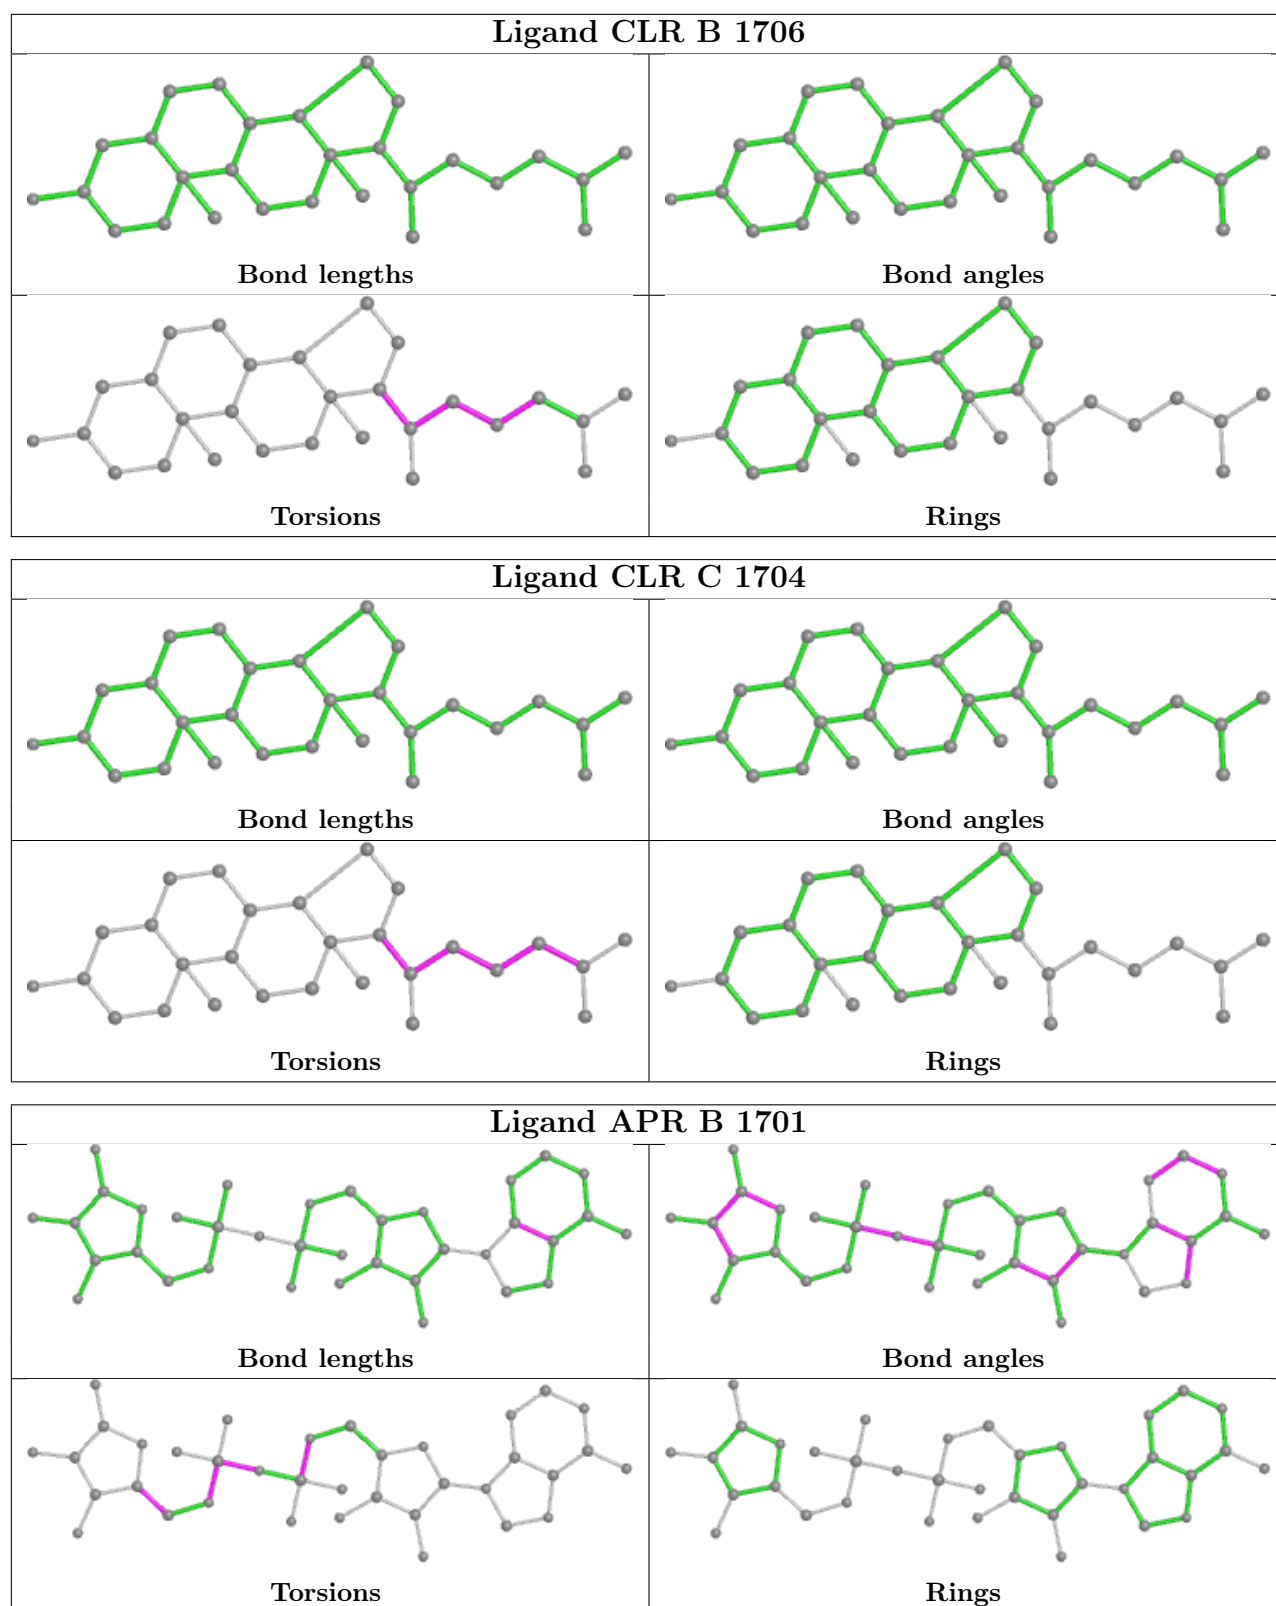 Ligand CLR B 1706
Bond lengths
Bond angles
Torsions
Rings
Ligand CLR C 1704
Bond lengths
Bond angles
Torsions
Rings
Ligand APR B 1701
Bond lengths
Bond angles
Torsions
Rings